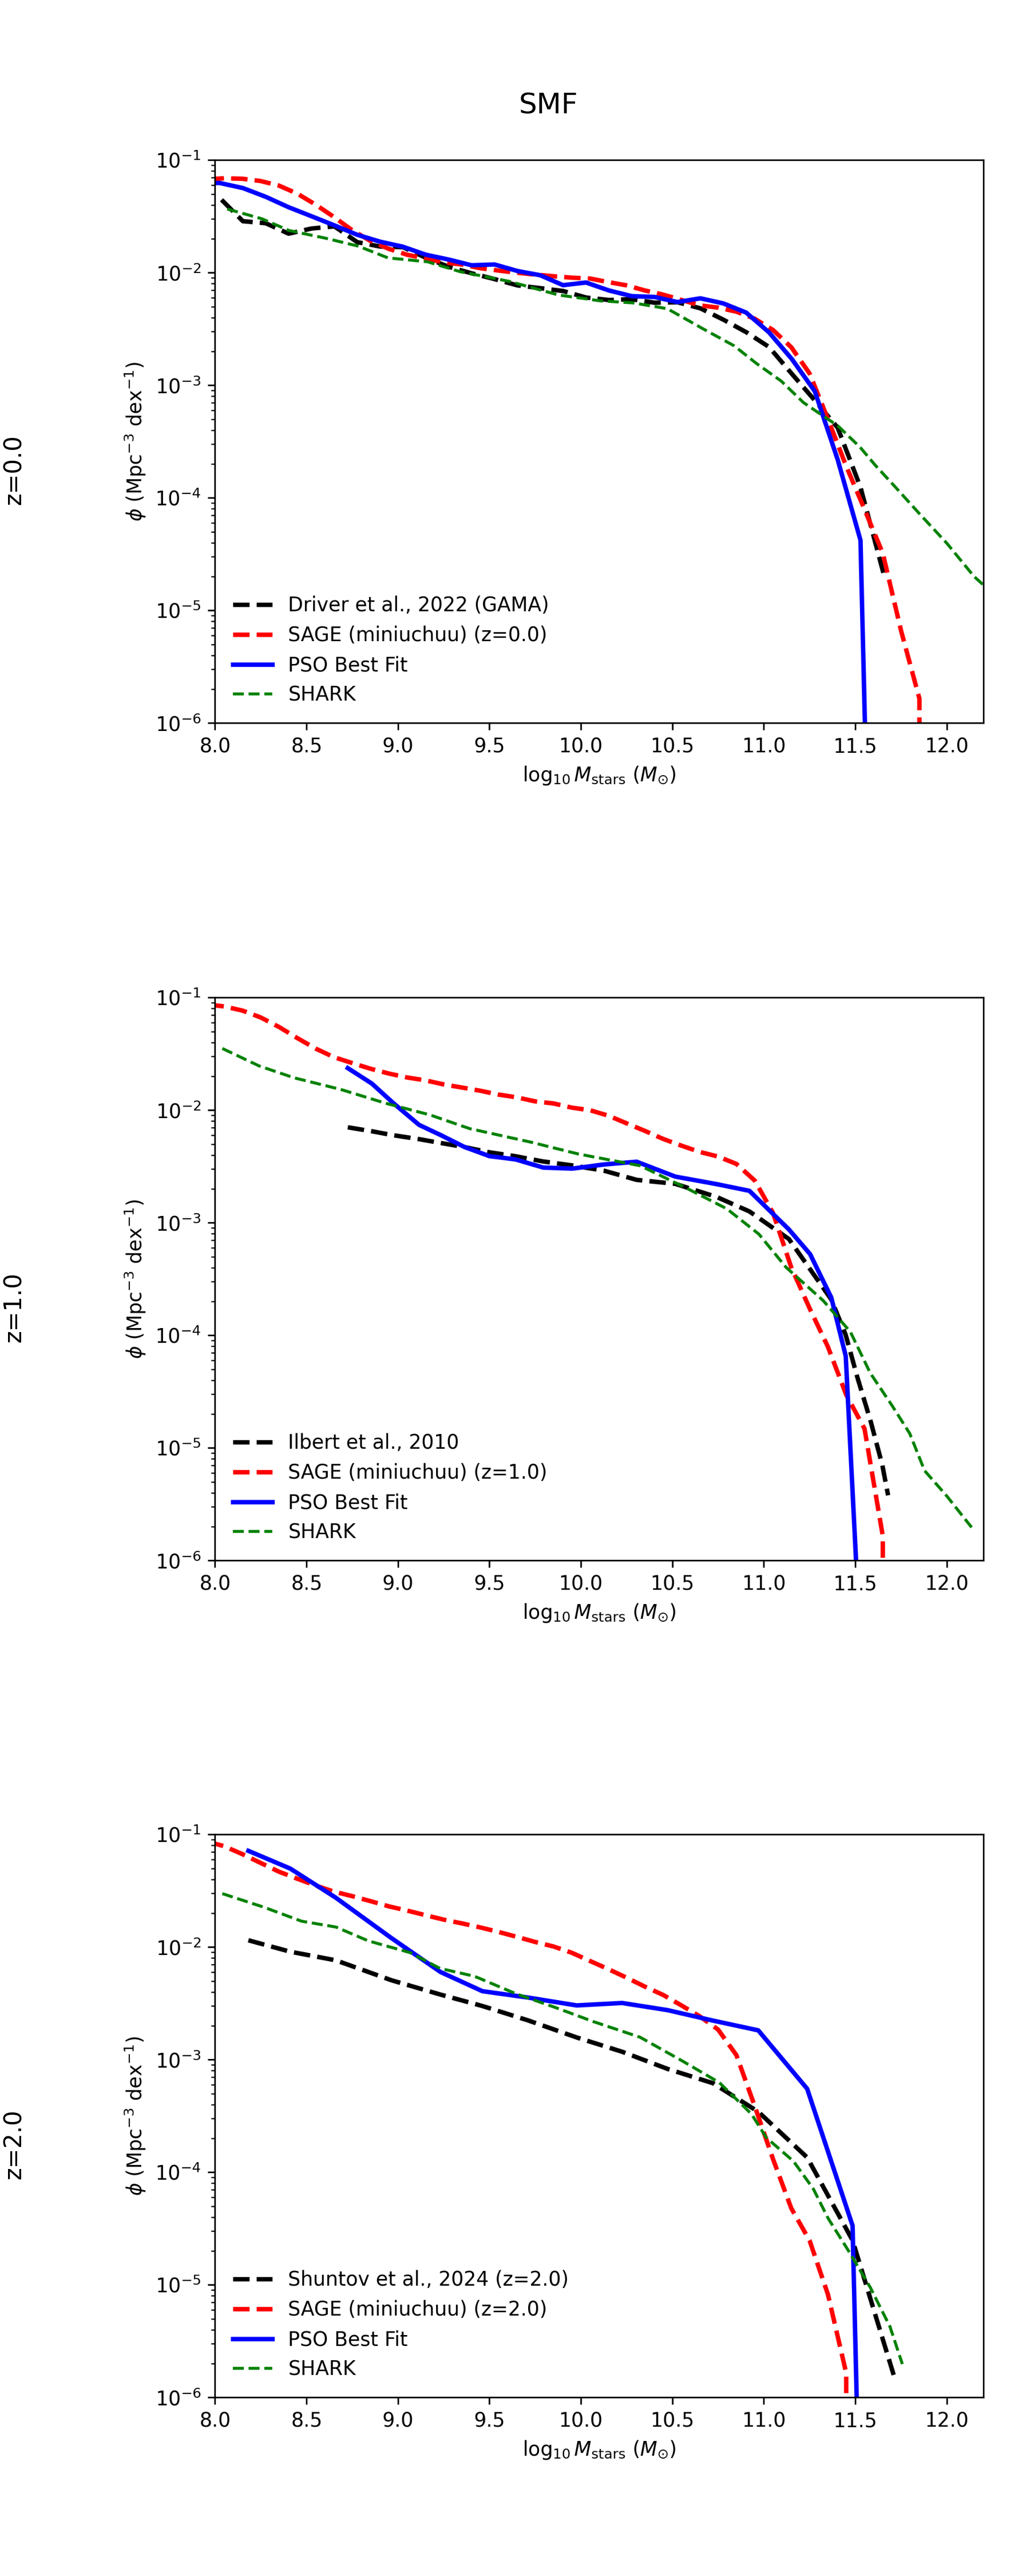 SMF
z=0.0
ϕ (Mpc⁻³ dex⁻¹)
10⁻¹
10⁻²
10⁻³
10⁻⁴
10⁻⁵
10⁻⁶
Driver et al., 2022 (GAMA)
SAGE (miniuchuu) (z=0.0)
PSO Best Fit
SHARK
8.0 8.5 9.0 9.5 10.0 10.5 11.0 11.5 12.0
log₁₀ M_stars (M_⊙)
z=1.0
ϕ (Mpc⁻³ dex⁻¹)
10⁻¹
10⁻²
10⁻³
10⁻⁴
10⁻⁵
10⁻⁶
Ilbert et al., 2010
SAGE (miniuchuu) (z=1.0)
PSO Best Fit
SHARK
8.0 8.5 9.0 9.5 10.0 10.5 11.0 11.5 12.0
log₁₀ M_stars (M_⊙)
z=2.0
ϕ (Mpc⁻³ dex⁻¹)
10⁻¹
10⁻²
10⁻³
10⁻⁴
10⁻⁵
10⁻⁶
Shuntov et al., 2024 (z=2.0)
SAGE (miniuchuu) (z=2.0)
PSO Best Fit
SHARK
8.0 8.5 9.0 9.5 10.0 10.5 11.0 11.5 12.0
log₁₀ M_stars (M_⊙)